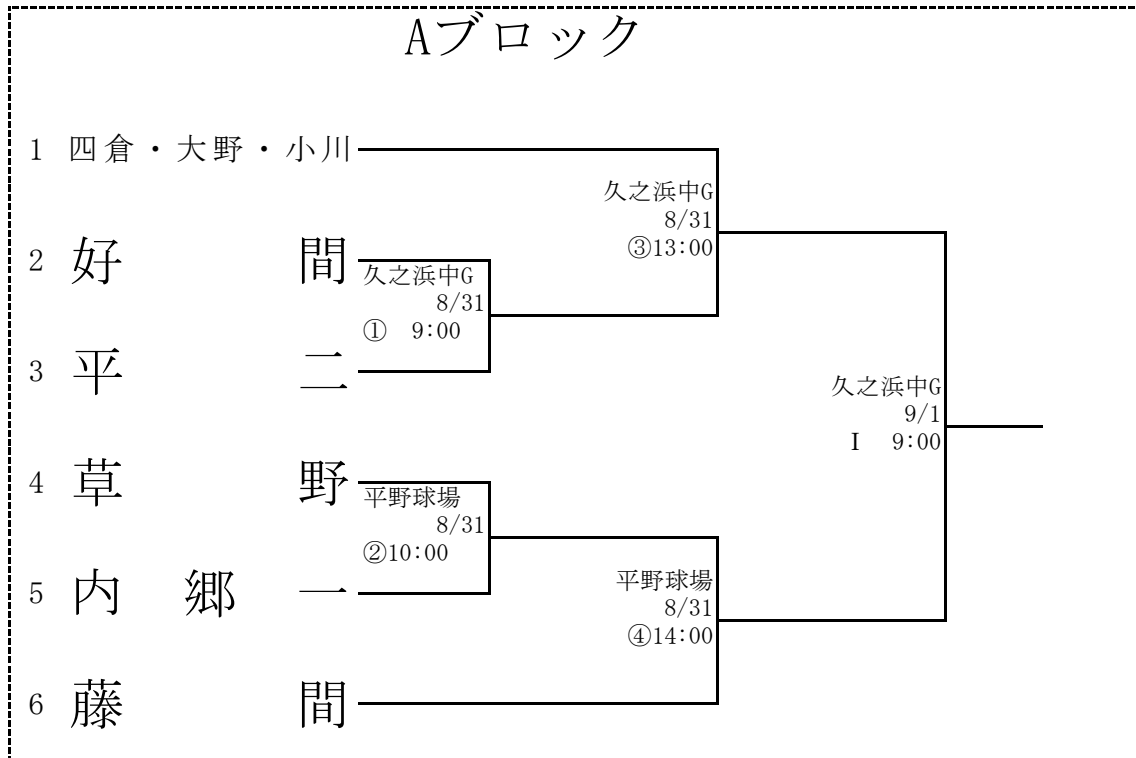 Aブロック
1 四倉・大野・小川
久之浜中G
8/31
③13:00
2 好間
久之浜中G
8/31
① 9:00
3 平二
久之浜中G
9/1
I 9:00
4 草野
平野球場
8/31
②10:00
5 内郷一
平野球場
8/31
④14:00
6 藤間